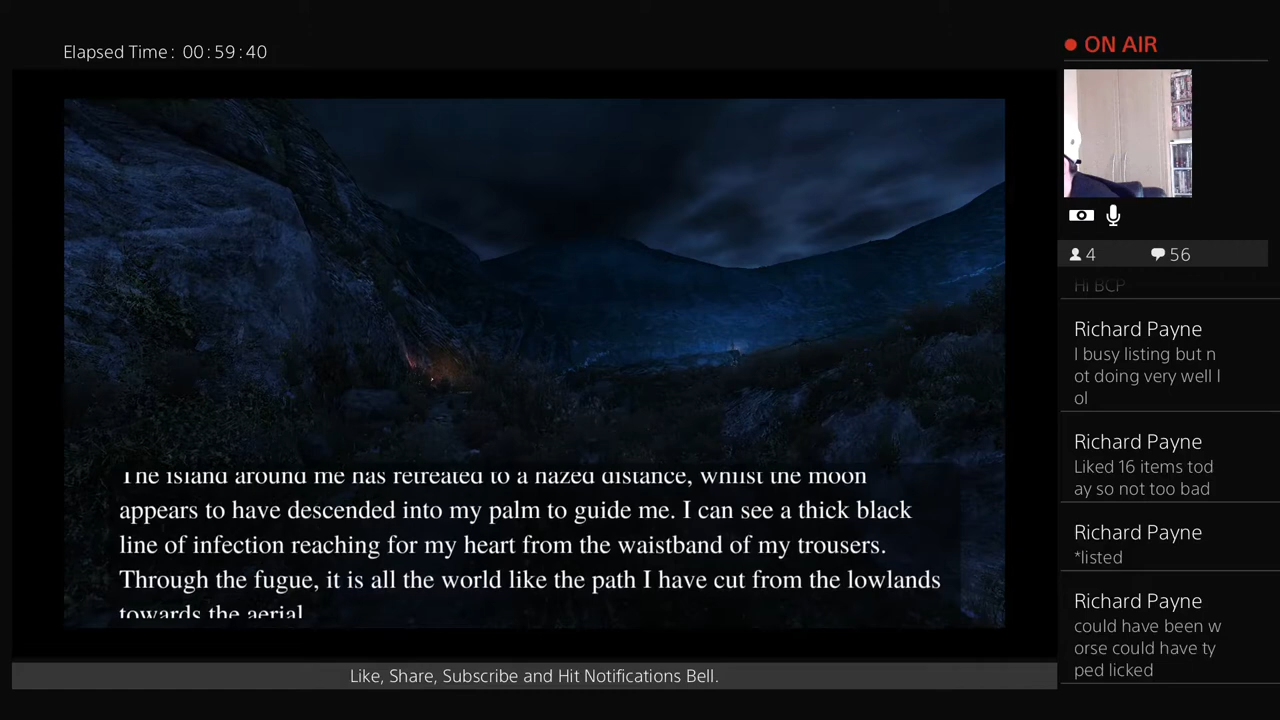 Elapsed Time: 00:59:40
ON AIR
4
56
Hi BCP
Richard Payne
I busy listing but n
ot doing very well l
ol
Richard Payne
Liked 16 items tod
ay so not too bad
Richard Payne
*listed
Richard Payne
could have been w
orse could have ty
ped licked
The island around me has retreated to a hazed distance, whilst the moon
appears to have descended into my palm to guide me. I can see a thick black
line of infection reaching for my heart from the waistband of my trousers.
Through the fugue, it is all the world like the path I have cut from the lowlands
towards the aerial
Like, Share, Subscribe and Hit Notifications Bell.